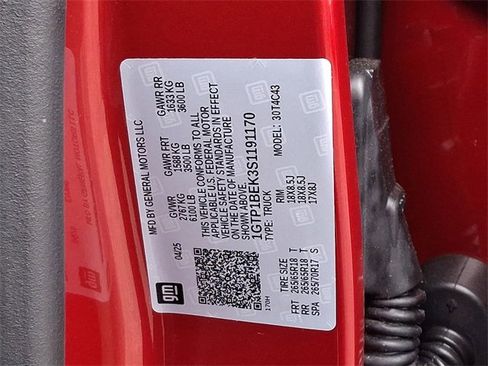 MFD BY GENERAL MOTORS LLC
04/25
GVWR
2767KG
6100 LB
GAWR FRT
1588 KG
3500 LB
GAWR RR
1633 KG
3600 LB
THIS VEHICLE CONFORMS TO ALL
APPLICABLE U.S. FEDERAL MOTOR
VEHICLE SAFETY STANDARDS IN EFFECT
ON THE DATE OF MANUFACTURE
SHOWN ABOVE.
1GTP1BEK3S1191170
TYPE: TRUCK MODEL: 30T4C43
gm
170H
TIRE SIZE RIM
FRT 265/65R18 T 18X8.5J
RR 265/65R18 T 18X8.5J
SPA 265/70R17 S 17X8J